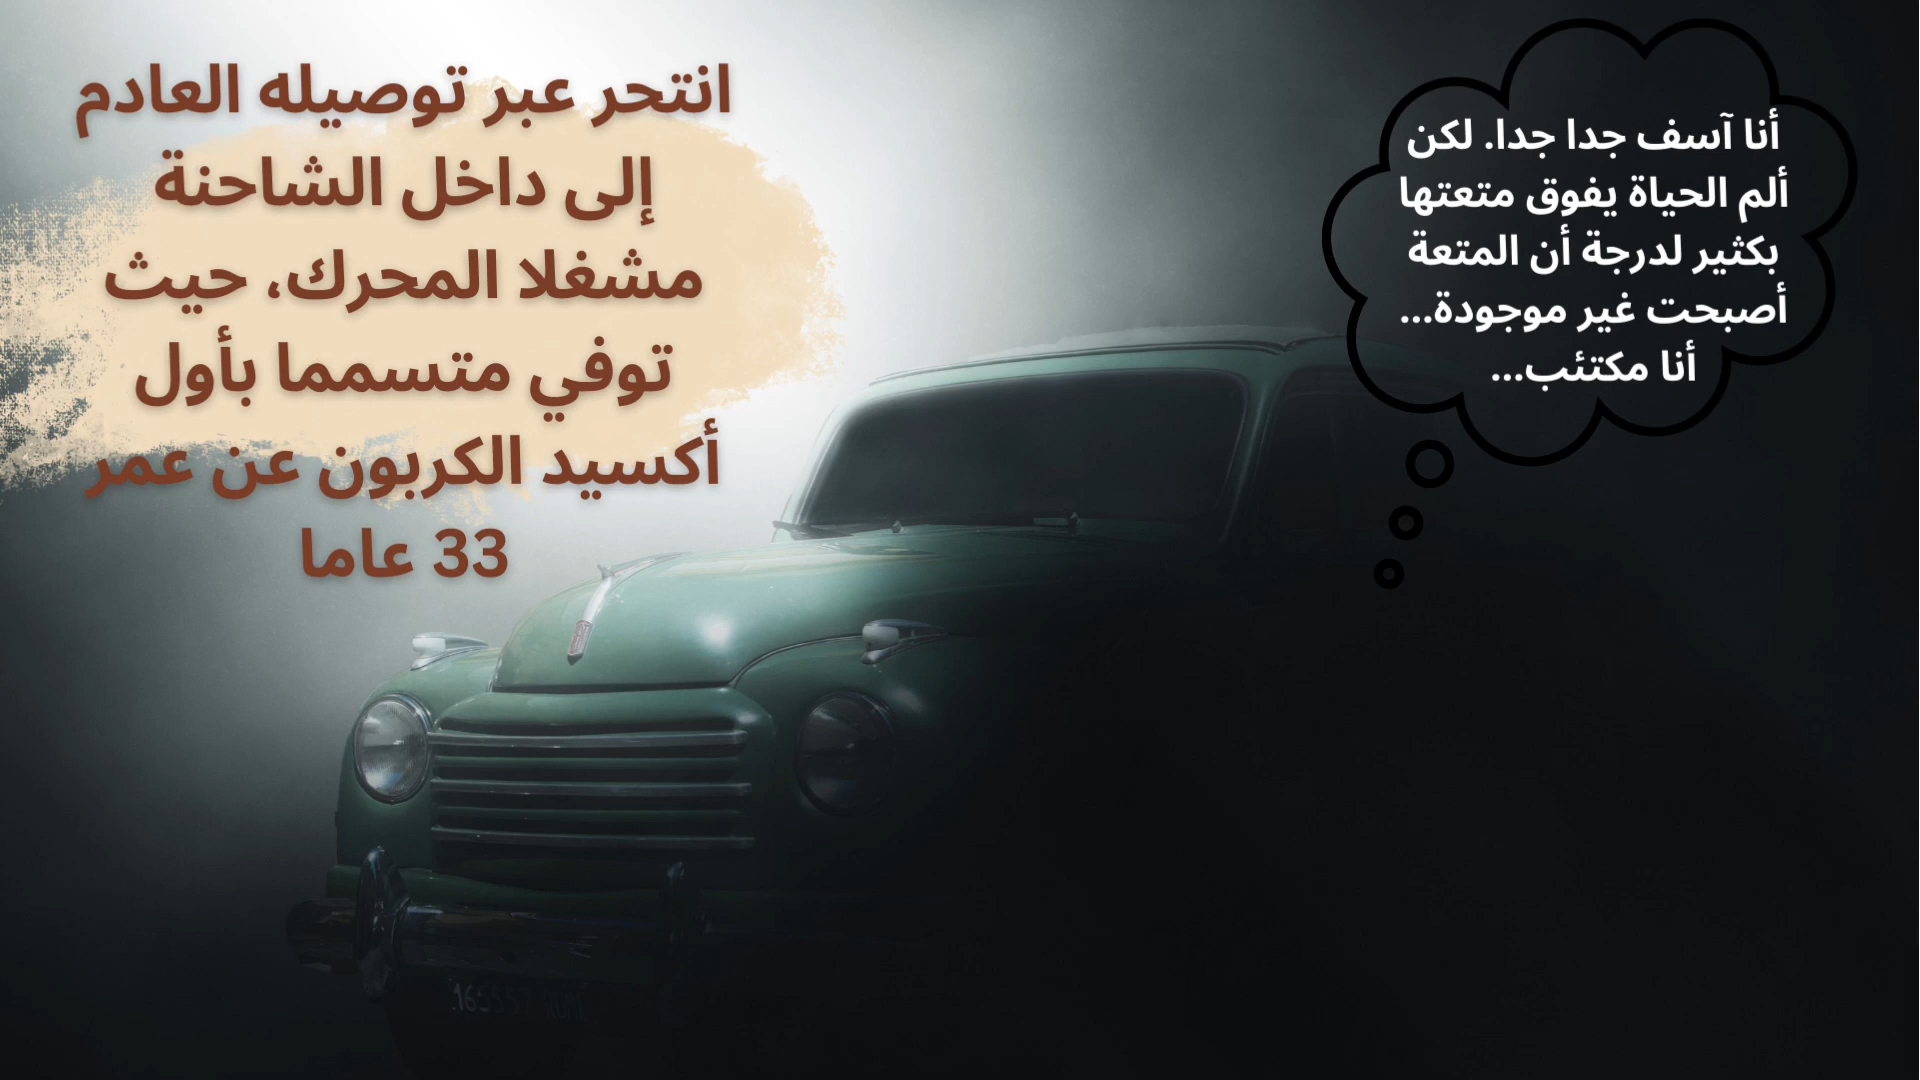 انتحر عبر توصيله العادم
إلى داخل الشاحنة
مشغلا المحرك، حيث
توفي متسمما بأول
أكسيد الكربون عن عمر
33 عاما
أنا آسف جدا جدا. لكن
ألم الحياة يفوق متعتها
بكثير لدرجة أن المتعة
أصبحت غير موجودة...
أنا مكتئب...